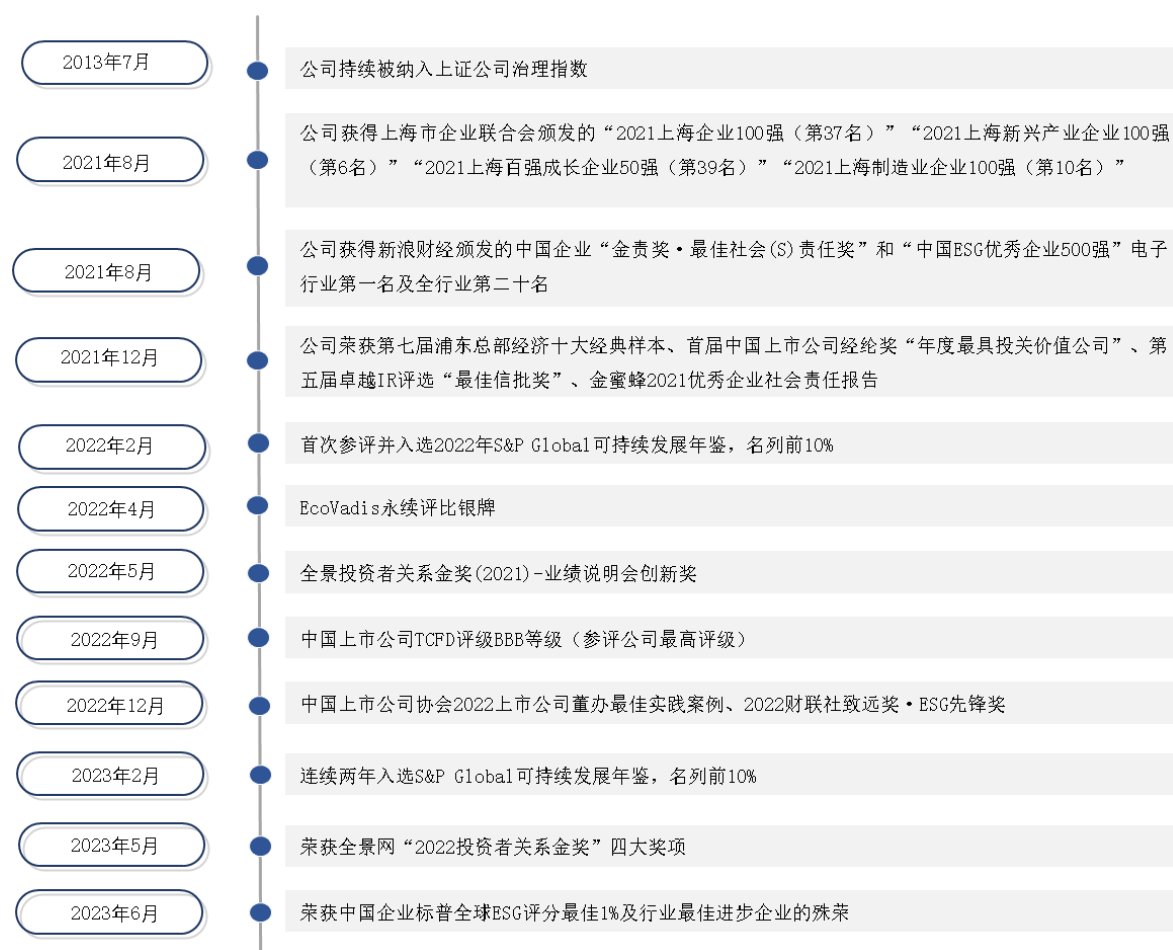 2013年7月
公司持续被纳入上证公司治理指数
2021年8月
公司获得上海市企业联合会颁发的“2021上海企业100强（第37名）”“2021上海新兴产业企业100强
（第6名）”“2021上海百强成长企业50强（第39名）”“2021上海制造业企业100强（第10名）”
2021年8月
公司获得新浪财经颁发的中国企业“金责奖·最佳社会(S)责任奖”和“中国ESG优秀企业500强”电子
行业第一名及全行业第二十名
2021年12月
公司荣获第七届浦东总部经济十大经典样本、首届中国上市公司经纶奖“年度最具投关价值公司”、第
五届卓越IR评选“最佳信批奖”、金蜜蜂2021优秀企业社会责任报告
2022年2月
首次参评并入选2022年S&P Global可持续发展年鉴，名列前10%
2022年4月
EcoVadis永续评比银牌
2022年5月
全景投资者关系金奖(2021)-业绩说明会创新奖
2022年9月
中国上市公司TCFD评级BBB等级（参评公司最高评级）
2022年12月
中国上市公司协会2022上市公司董办最佳实践案例、2022财联社致远奖·ESG先锋奖
2023年2月
连续两年入选S&P Global可持续发展年鉴，名列前10%
2023年5月
荣获全景网“2022投资者关系金奖”四大奖项
2023年6月
荣获中国企业标普全球ESG评分最佳1%及行业最佳进步企业的殊荣